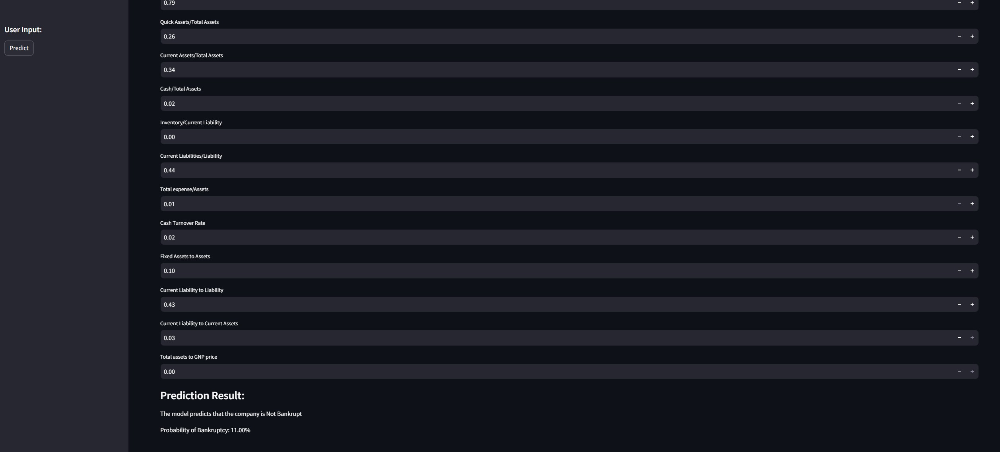 User Input:
Predict
0.79
Quick Assets/Total Assets
0.26
Current Assets/Total Assets
0.34
Cash/Total Assets
0.02
Inventory/Current Liability
0.00
Current Liabilities/Liability
0.44
Total expense/Assets
0.01
Cash Turnover Rate
0.02
Fixed Assets to Assets
0.10
Current Liability to Liability
0.43
Current Liability to Current Assets
0.03
Total assets to GNP price
0.00
Prediction Result:
The model predicts that the company is Not Bankrupt
Probability of Bankruptcy: 11.00%